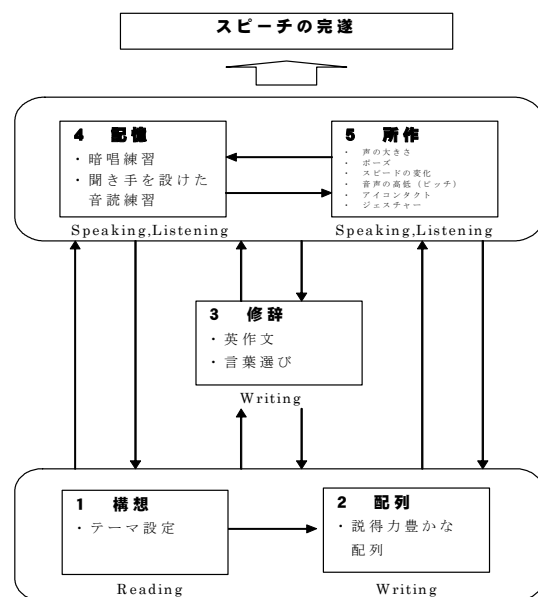 スピーチの完遂
4 記憶
・暗唱練習
・聞き手を設けた
音読練習
Speaking,Listening
5 所作
・ 声の大きさ
・ ポーズ
・ スピードの変化
・ 音声の高低（ピッチ）
・ アイコンタクト
・ ジェスチャー
Speaking,Listening
3 修辞
・英作文
・言葉選び
Writing
1 構想
・テーマ設定
Reading
2 配列
・説得力豊かな
配列
Writing